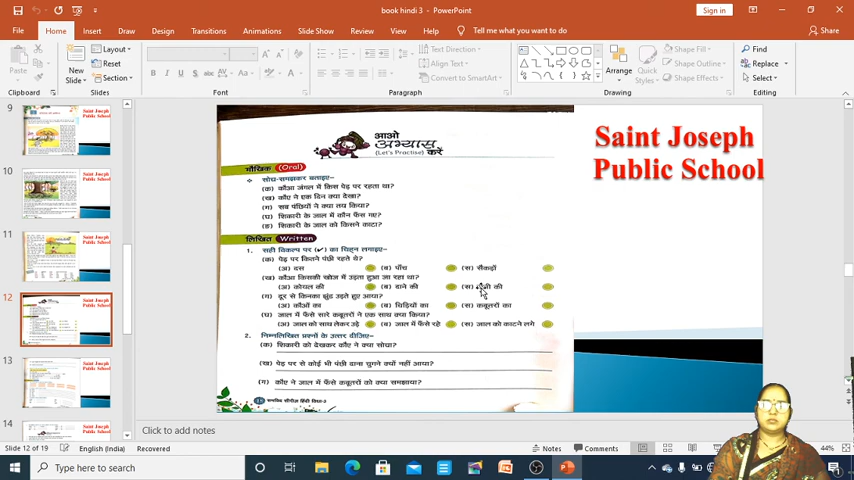 book hindi 3 - PowerPoint
Sign in
File Home Insert Draw Design Transitions Animations Slide Show Review View Help Tell me what you want to do Share
Paste
New Slide
Layout
Reset
Section
Text Direction
Align Text
Convert to SmartArt
Arrange
Quick Styles
Shape Fill
Shape Outline
Shape Effects
Find
Replace
Select
Clipboard Slides Font Paragraph Drawing Editing
9
10
11
12
13
14
Saint Joseph
Public School
आओ
अभ्यास
(Let's Practise) करें
मौखिक (Oral)
सोच-समझकर बताइए-
(क) कौआ जंगल में किस पेड़ पर रहता था?
(ख) कौए ने एक दिन क्या देखा?
(ग) सब पंछियों ने क्या तय किया?
(घ) शिकारी के जाल में कौन फँस गए?
(ङ) शिकारी के जाल को किसने काटा?
लिखित Written
1. सही विकल्प पर (✔) का चिह्न लगाइए-
(क) पेड़ पर कितने पंछी रहते थे?
(अ) दस (ब) पाँच (स) सैकड़ों
(ख) कौआ किसकी खोज में उड़ता हुआ जा रहा था?
(अ) कोयल की (ब) दाने की (स) की
(ग) दूर से किनका झुंड उड़ते हुए आया?
(अ) कौओं का (ब) चिड़ियों का (स) कबूतरों का
(घ) जाल में फँसे सारे कबूतरों ने एक साथ क्या किया?
(अ) जाल को साथ लेकर उड़े (ब) जाल में फँसे रहे (स) जाल को काटने लगे
2. निम्नलिखित प्रश्नों के उत्तर दीजिए-
(क) शिकारी को देखकर कौए ने क्या सोचा?
(ख) पेड़ पर से कोई भी पंछी दाना चुगने क्यों नहीं आया?
(ग) कौए ने जाल में फँसे कबूतरों को क्या समझाया?
Click to add notes
Slide 12 of 19 English (India) Recovered Notes Comments 44%
Type here to search